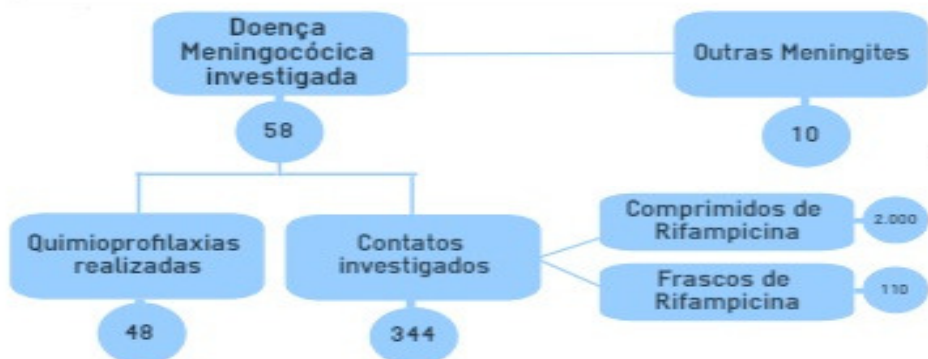 Doença
Meningocócica
investigada
Outras Meningites
58
10
Quimioprofilaxias
realizadas
Contatos
investigados
Comprimidos de
Rifampicina
2.000
Frascos de
Rifampicina
110
48
344